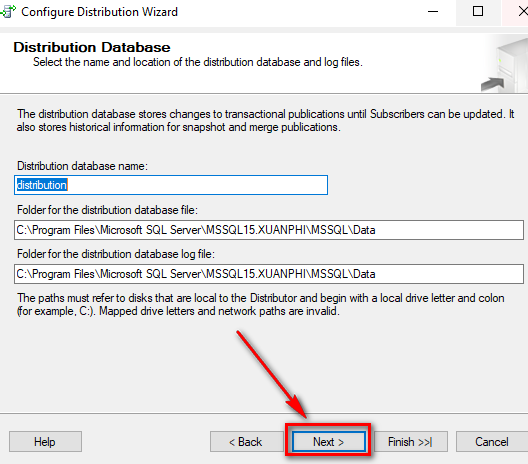 Configure Distribution Wizard
Distribution Database
Select the name and location of the distribution database and log files.
The distribution database stores changes to transactional publications until Subscribers can be updated. It
also stores historical information for snapshot and merge publications.
Distribution database name:
distribution
Folder for the distribution database file:
C:\Program Files\Microsoft SQL Server\MSSQL15.XUANPHI\MSSQL\Data
Folder for the distribution database log file:
C:\Program Files\Microsoft SQL Server\MSSQL15.XUANPHI\MSSQL\Data
The paths must refer to disks that are local to the Distributor and begin with a local drive letter and colon
(for example, C:). Mapped drive letters and network paths are invalid.
Help < Back Next > Finish >>| Cancel